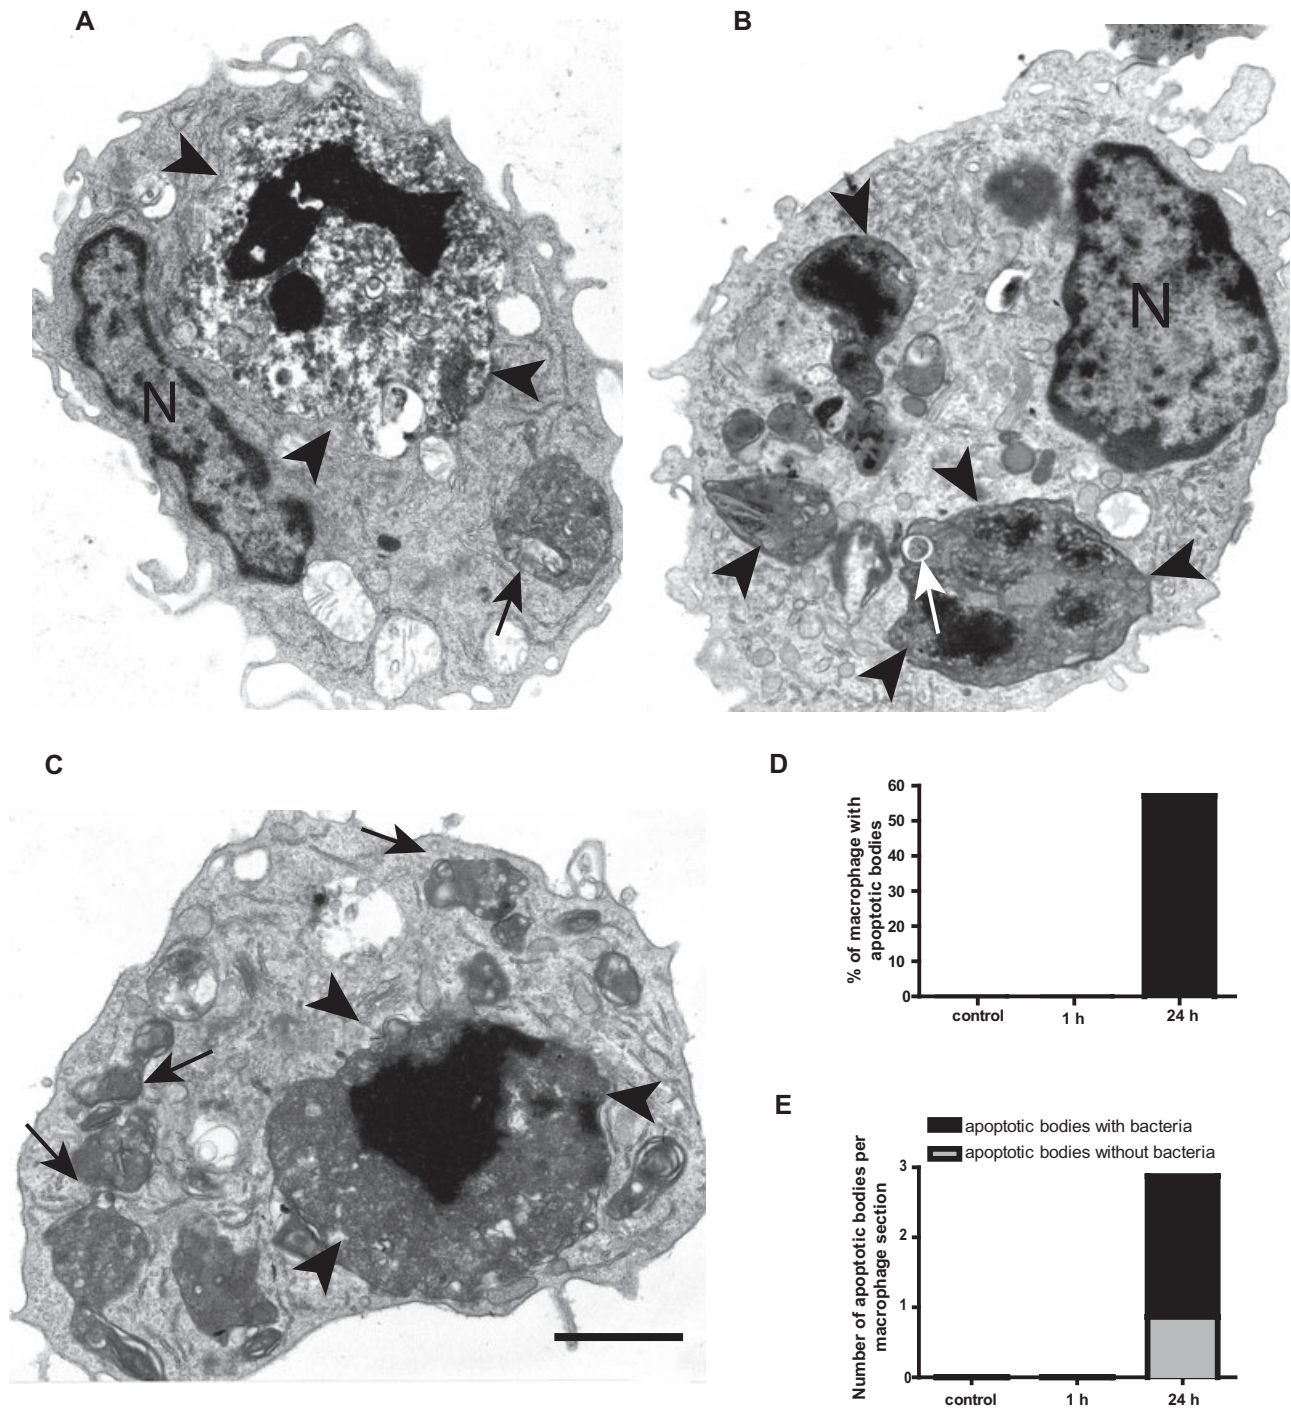 A
B
N
N
C
D
% of macrophage with
apoptotic bodies
60
50
40
30
20
10
0
control
1 h
24 h
E
apoptotic bodies with bacteria
apoptotic bodies without bacteria
Number of apoptotic bodies per
macrophage section
3
2
1
0
control
1 h
24 h